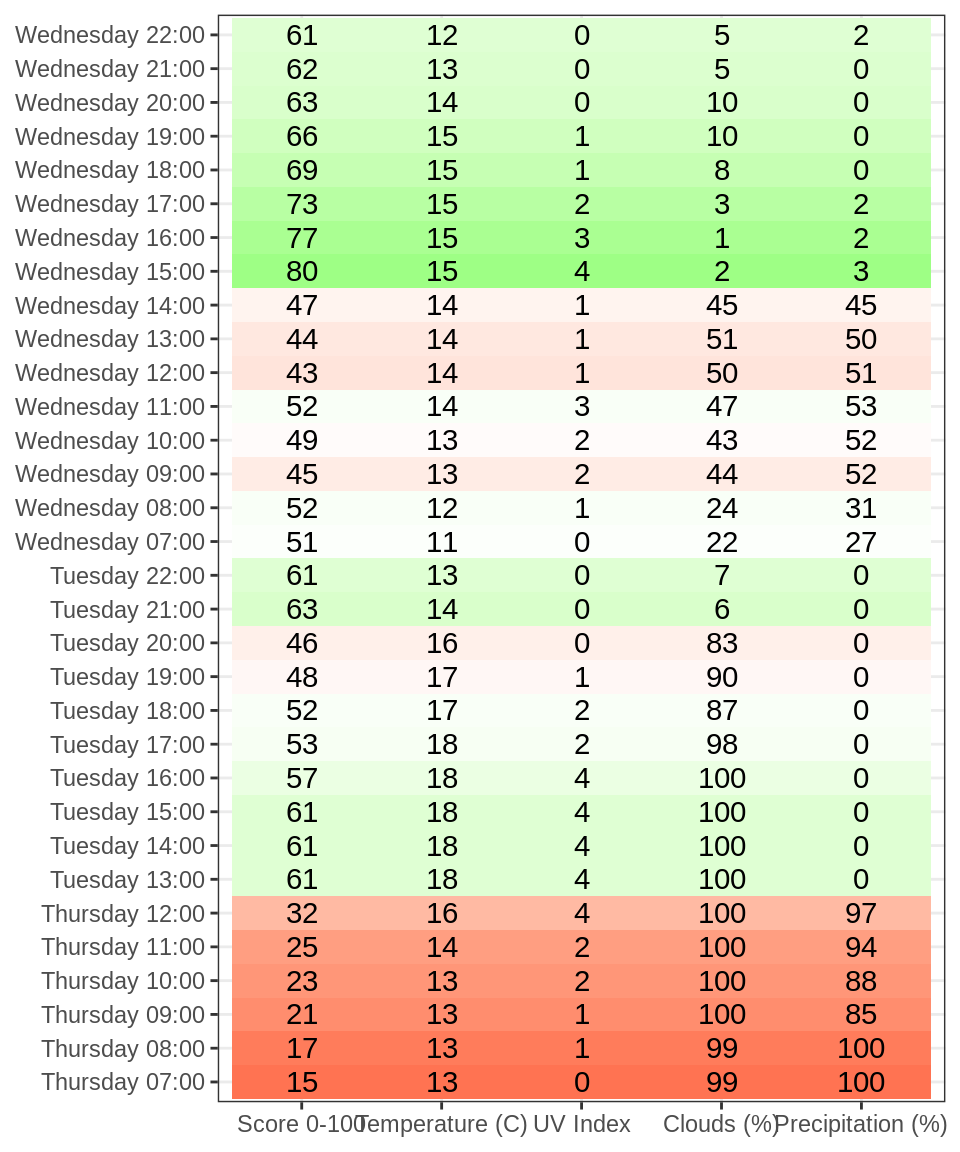 Wednesday 22:00 61 12 0 5 2
Wednesday 21:00 62 13 0 5 0
Wednesday 20:00 63 14 0 10 0
Wednesday 19:00 66 15 1 10 0
Wednesday 18:00 69 15 1 8 0
Wednesday 17:00 73 15 2 3 2
Wednesday 16:00 77 15 3 1 2
Wednesday 15:00 80 15 4 2 3
Wednesday 14:00 47 14 1 45 45
Wednesday 13:00 44 14 1 51 50
Wednesday 12:00 43 14 1 50 51
Wednesday 11:00 52 14 3 47 53
Wednesday 10:00 49 13 2 43 52
Wednesday 09:00 45 13 2 44 52
Wednesday 08:00 52 12 1 24 31
Wednesday 07:00 51 11 0 22 27
Tuesday 22:00 61 13 0 7 0
Tuesday 21:00 63 14 0 6 0
Tuesday 20:00 46 16 0 83 0
Tuesday 19:00 48 17 1 90 0
Tuesday 18:00 52 17 2 87 0
Tuesday 17:00 53 18 2 98 0
Tuesday 16:00 57 18 4 100 0
Tuesday 15:00 61 18 4 100 0
Tuesday 14:00 61 18 4 100 0
Tuesday 13:00 61 18 4 100 0
Thursday 12:00 32 16 4 100 97
Thursday 11:00 25 14 2 100 94
Thursday 10:00 23 13 2 100 88
Thursday 09:00 21 13 1 100 85
Thursday 08:00 17 13 1 99 100
Thursday 07:00 15 13 0 99 100
Score 0-100 Temperature (C) UV Index Clouds (%) Precipitation (%)